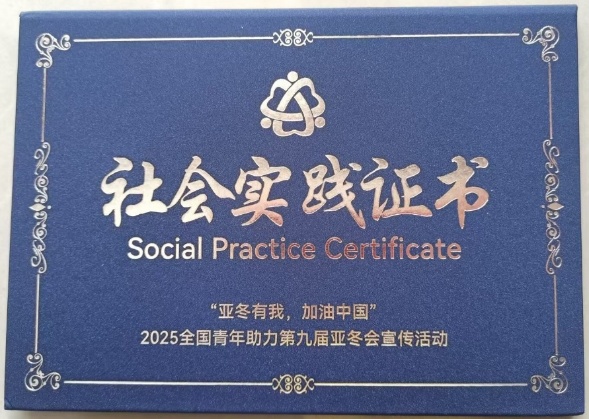 社会实践证书
Social Practice Certificate
“亚冬有我，加油中国”
2025全国青年助力第九届亚冬会宣传活动